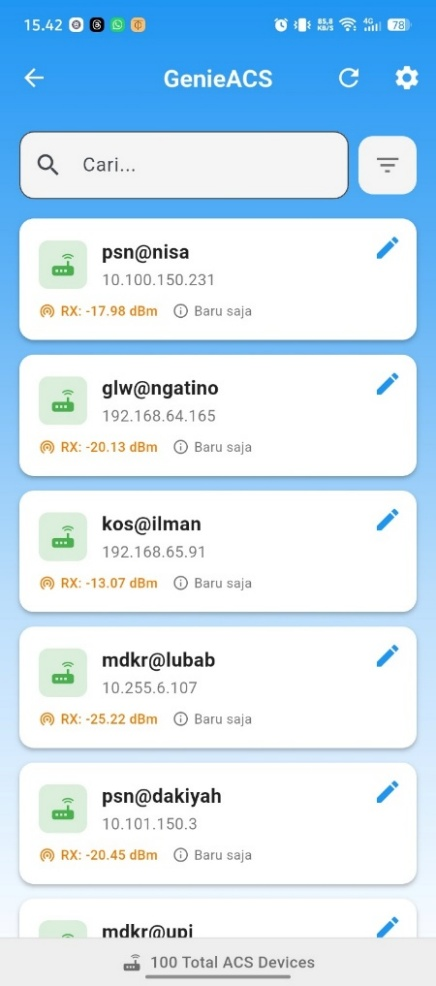 15.42
85,8
KB/S
4G
78
GenieACS
Cari...
psn@nisa
10.100.150.231
RX: -17.98 dBm Baru saja
glw@ngatino
192.168.64.165
RX: -20.13 dBm Baru saja
kos@ilman
192.168.65.91
RX: -13.07 dBm Baru saja
mdkr@lubab
10.255.6.107
RX: -25.22 dBm Baru saja
psn@dakiyah
10.101.150.3
RX: -20.45 dBm Baru saja
mdkr@upi
100 Total ACS Devices